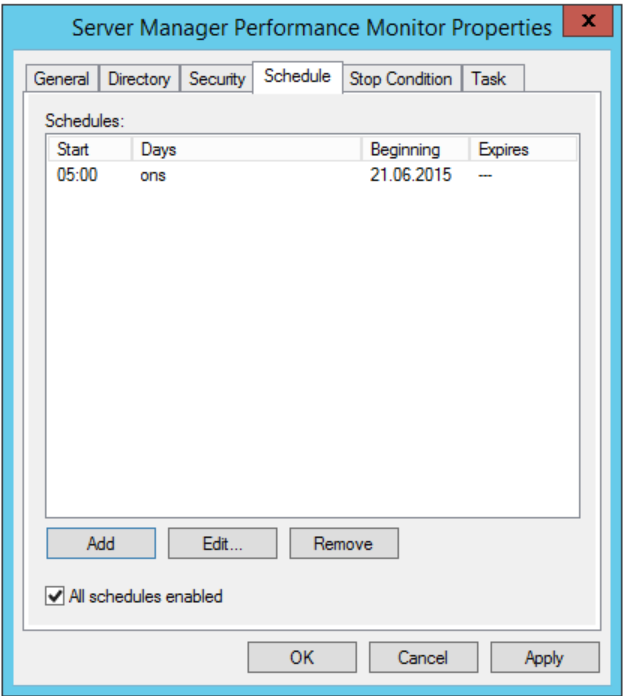 Server Manager Performance Monitor Properties x
General Directory Security Schedule Stop Condition Task
Schedules:
Start Days Beginning Expires
05:00 ons 21.06.2015 ---
Add Edit... Remove
All schedules enabled
OK Cancel Apply